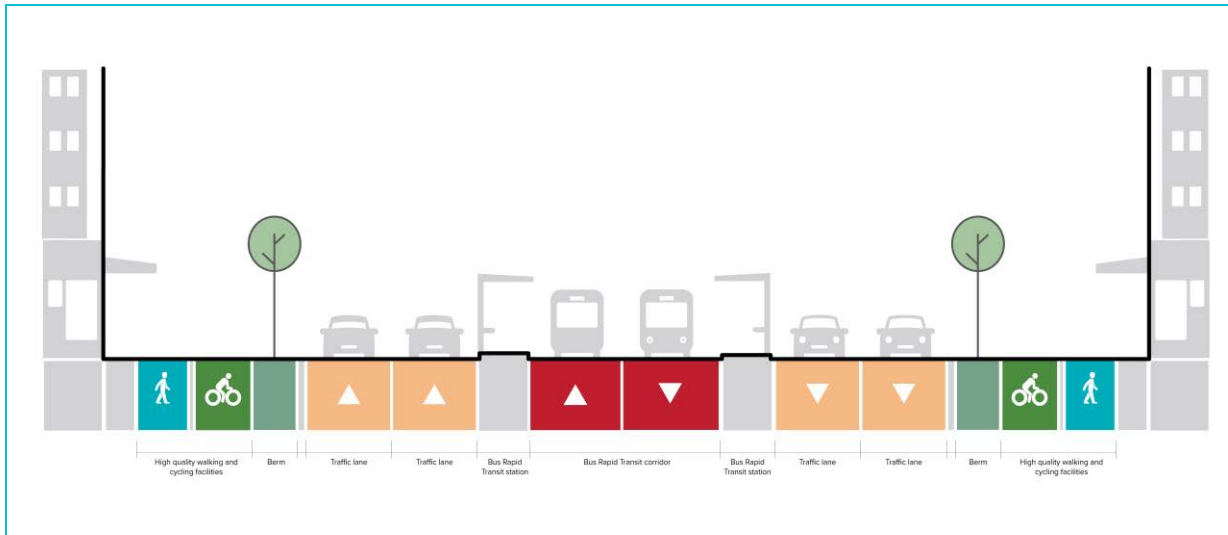 High quality walking and
cycling facilities
Berm
Traffic lane
Traffic lane
Bus Rapid
Transit station
Bus Rapid Transit corridor
Bus Rapid
Transit station
Traffic lane
Traffic lane
Berm
High quality walking and
cycling facilities